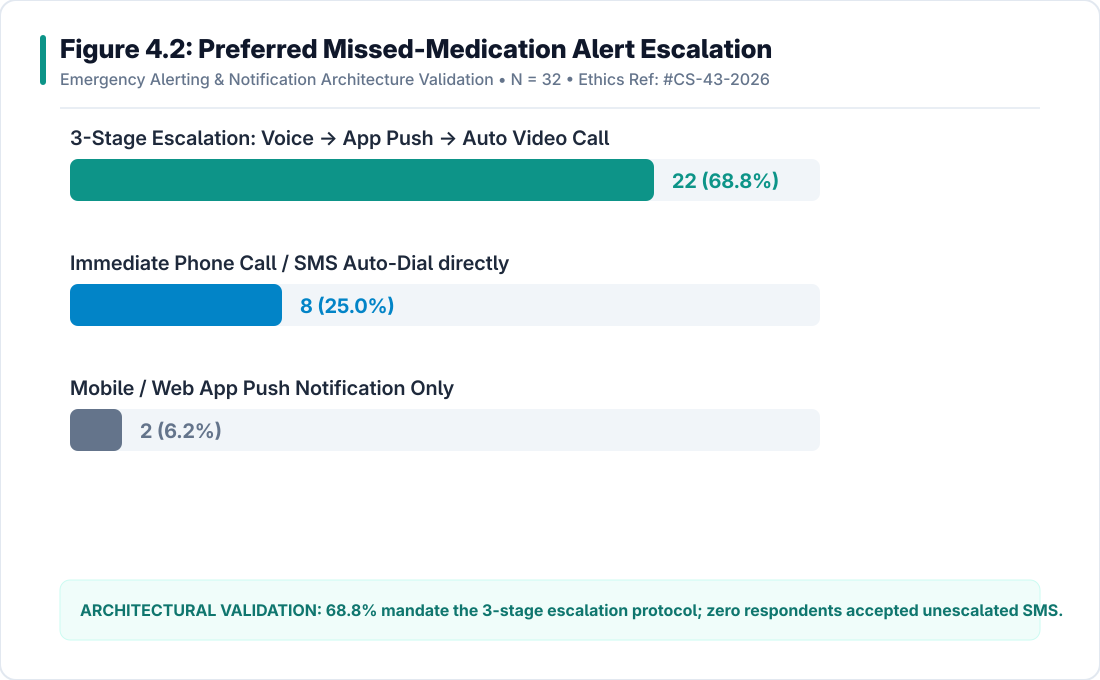 Figure 4.2: Preferred Missed-Medication Alert Escalation
Emergency Alerting & Notification Architecture Validation • N = 32 • Ethics Ref: #CS-43-2026
3-Stage Escalation: Voice → App Push → Auto Video Call
22 (68.8%)
Immediate Phone Call / SMS Auto-Dial directly
8 (25.0%)
Mobile / Web App Push Notification Only
2 (6.2%)
ARCHITECTURAL VALIDATION: 68.8% mandate the 3-stage escalation protocol; zero respondents accepted unescalated SMS.